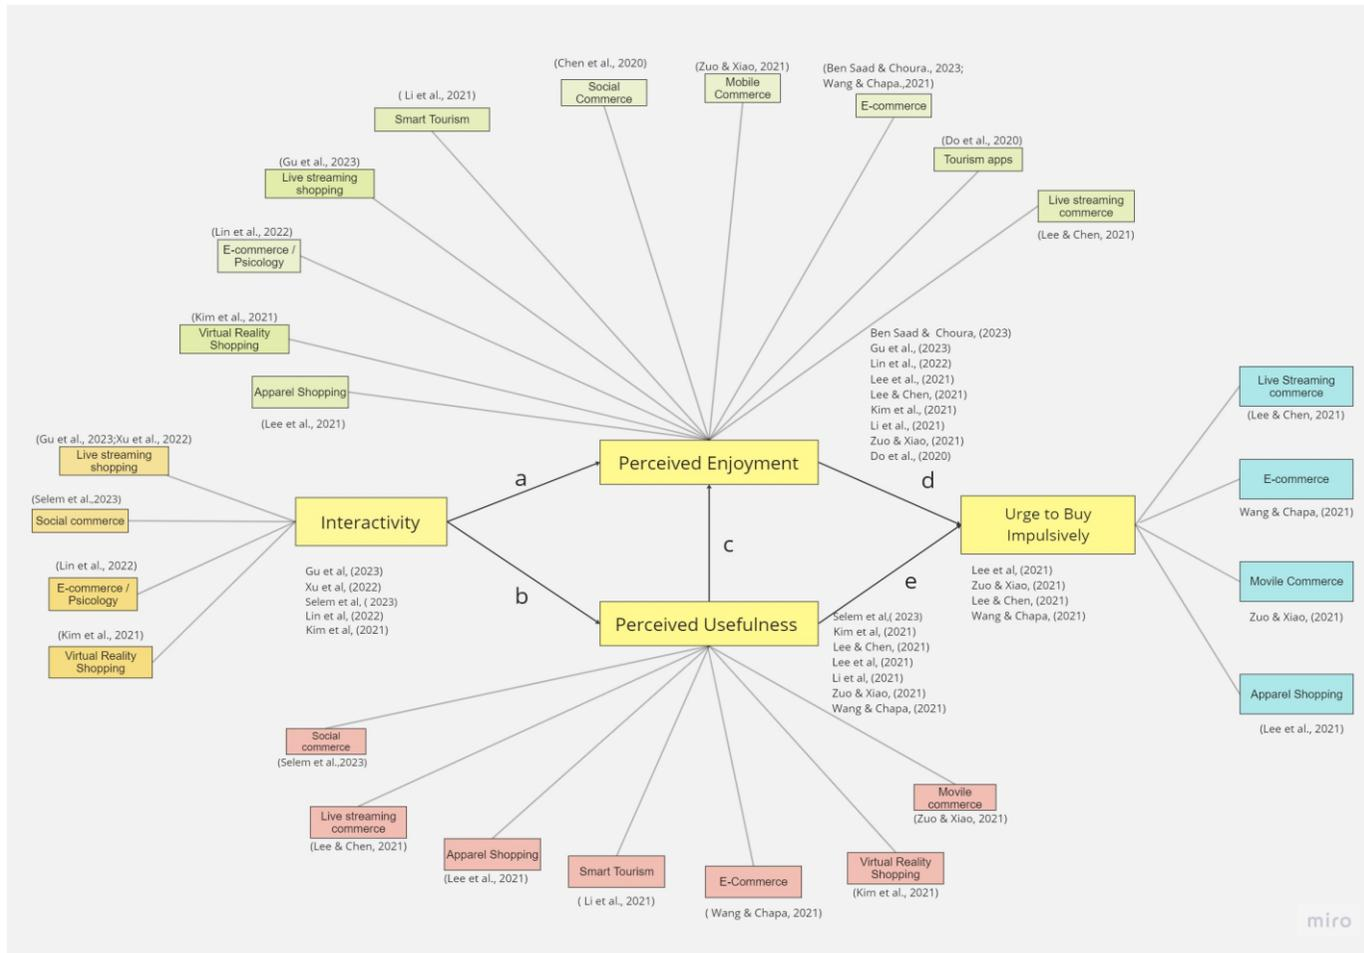 (Chen et al., 2020)
Social
Commerce
(Zuo & Xiao, 2021)
Mobile
Commerce
(Ben Saad & Choura., 2023;
Wang & Chapa.,2021)
E-commerce
( Li et al., 2021)
Smart Tourism
(Do et al., 2020)
Tourism apps
(Gu et al., 2023)
Live streaming
shopping
Live streaming
commerce
(Lee & Chen, 2021)
(Lin et al., 2022)
E-commerce /
Psicology
(Kim et al., 2021)
Virtual Reality
Shopping
Apparel Shopping
(Lee et al., 2021)
Ben Saad & Choura, (2023)
Gu et al., (2023)
Lin et al., (2022)
Lee et al., (2021)
Lee & Chen, (2021)
Kim et al., (2021)
Li et al., (2021)
Zuo & Xiao, (2021)
Do et al., (2020)
Live Streaming
commerce
(Lee & Chen, 2021)
(Gu et al., 2023;Xu et al., 2022)
Live streaming
shopping
Perceived Enjoyment
a
d
E-commerce
Wang & Chapa, (2021)
(Selem et al.,2023)
Social commerce
Interactivity
Urge to Buy
Impulsively
c
(Lin et al., 2022)
E-commerce /
Psicology
Gu et al, (2023)
Xu et al, (2022)
Selem et al, ( 2023)
Lin et al, (2022)
Kim et al, (2021)
b
e
Lee et al, (2021)
Zuo & Xiao, (2021)
Lee & Chen, (2021)
Wang & Chapa, (2021)
Movile Commerce
Zuo & Xiao, (2021)
(Kim et al., 2021)
Virtual Reality
Shopping
Perceived Usefulness
Selem et al,( 2023)
Kim et al, (2021)
Lee & Chen, (2021)
Lee et al, (2021)
Li et al, (2021)
Zuo & Xiao, (2021)
Wang & Chapa, (2021)
Apparel Shopping
(Lee et al., 2021)
Social
commerce
(Selem et al.,2023)
Live streaming
commerce
(Lee & Chen, 2021)
Apparel Shopping
(Lee et al., 2021)
Smart Tourism
( Li et al., 2021)
E-Commerce
( Wang & Chapa, 2021)
Virtual Reality
Shopping
(Kim et al., 2021)
Movile
commerce
(Zuo & Xiao, 2021)
miro